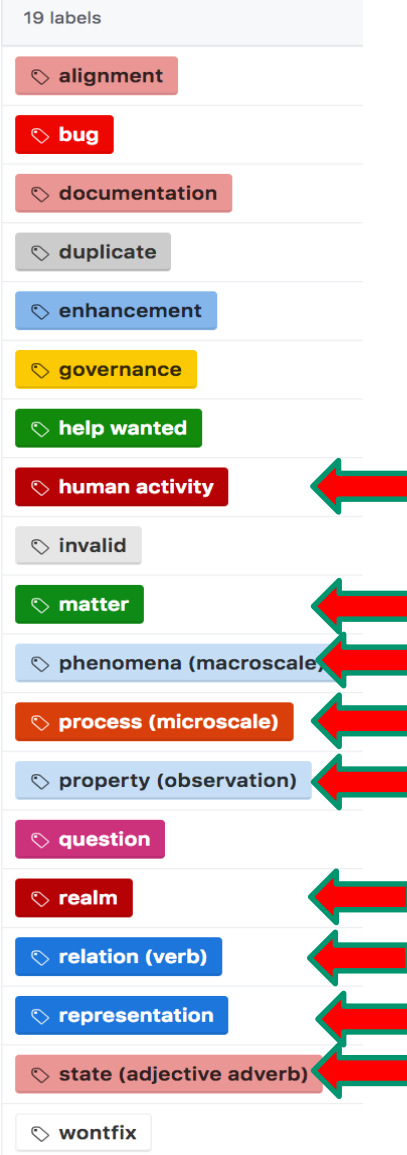 19 labels
alignment
bug
documentation
duplicate
enhancement
governance
help wanted
human activity
invalid
matter
phenomena (macroscale)
process (microscale)
property (observation)
question
realm
relation (verb)
representation
state (adjective adverb)
wontfix